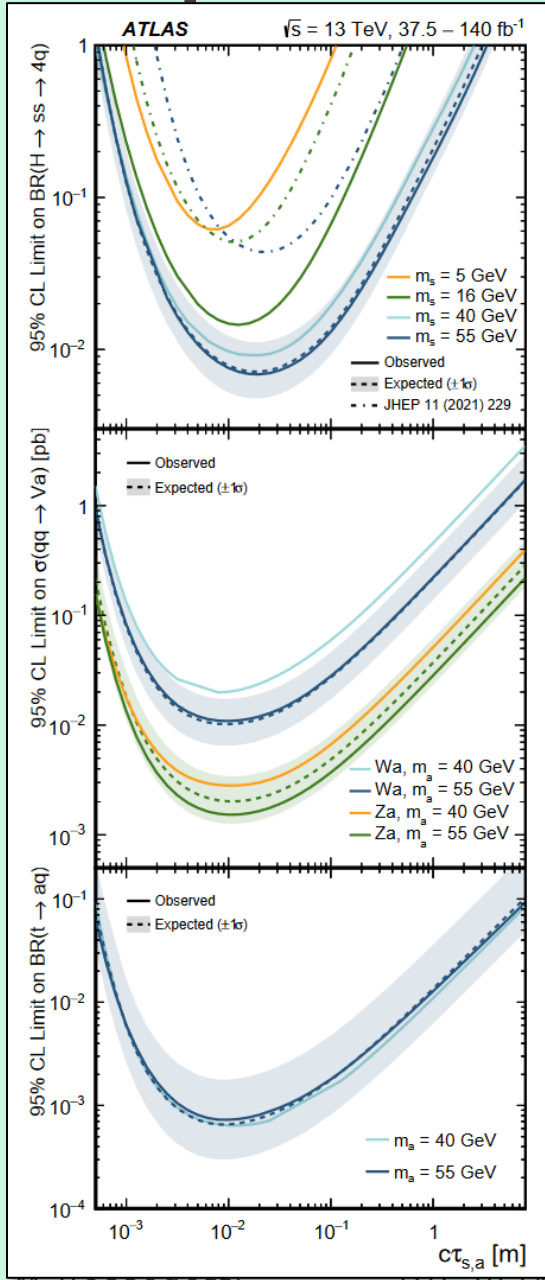 ATLAS √s = 13 TeV, 37.5 – 140 fb⁻¹
95% CL Limit on BR(H → ss → 4q)
1
10⁻¹
10⁻²
mₛ = 5 GeV
mₛ = 16 GeV
mₛ = 40 GeV
mₛ = 55 GeV
Observed
Expected (±1σ)
JHEP 11 (2021) 229
95% CL Limit on σ(qq → Va) [pb]
1
10⁻¹
10⁻²
10⁻³
Observed
Expected (±1σ)
Wa, mₐ = 40 GeV
Wa, mₐ = 55 GeV
Za, mₐ = 40 GeV
Za, mₐ = 55 GeV
95% CL Limit on BR(t → aq)
10⁻¹
10⁻²
10⁻³
10⁻⁴
Observed
Expected (±1σ)
mₐ = 40 GeV
mₐ = 55 GeV
10⁻³ 10⁻² 10⁻¹ 1
cτₛ,ₐ [m]